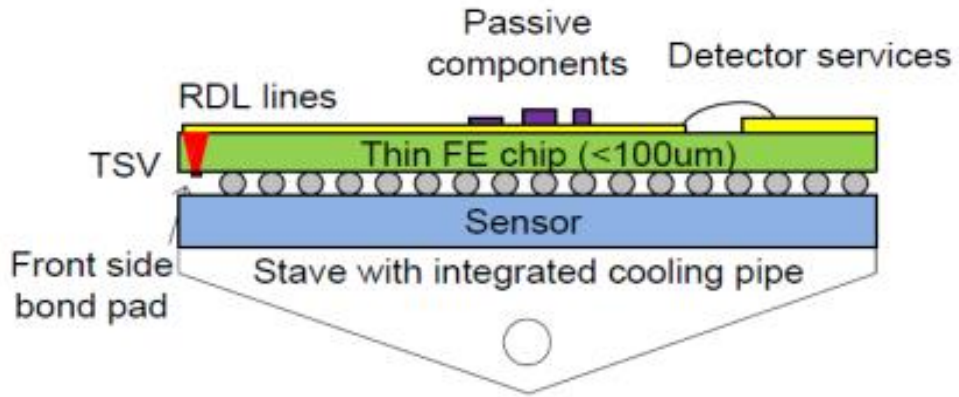 Passive
components
Detector services
RDL lines
TSV
Thin FE chip (<100um)
Sensor
Front side
bond pad
Stave with integrated cooling pipe